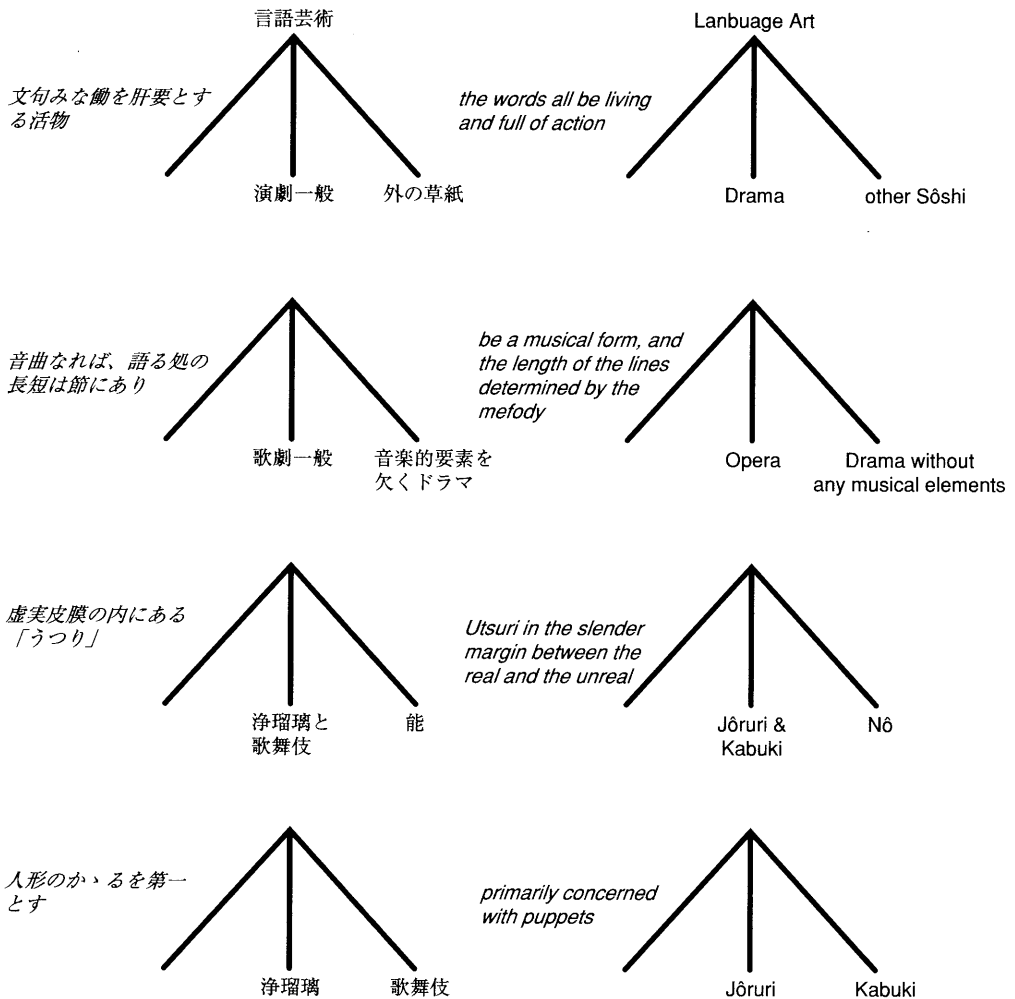 言語芸術
文句みな働を肝要とす
る活物
演劇一般
外の草紙
Lanbuage Art
the words all be living
and full of action
Drama
other Sôshi
音曲なれば、語る処の
長短は節にあり
歌劇一般
音楽的要素を
欠くドラマ
be a musical form, and
the length of the lines
determined by the
mefody
Opera
Drama without
any musical elements
虚実皮膜の内にある
「うつり」
浄瑠璃と
歌舞伎
能
Utsuri in the slender
margin between the
real and the unreal
Jôruri &
Kabuki
Nô
人形のかゝるを第一
とす
浄瑠璃
歌舞伎
primarily concerned
with puppets
Jôruri
Kabuki